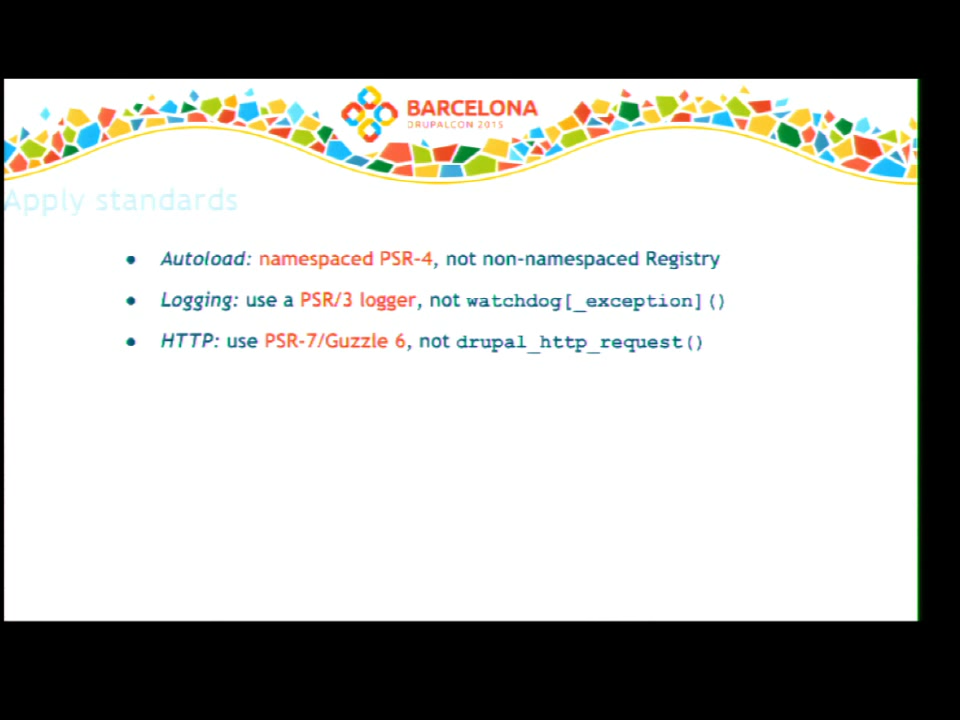 BARCELONA
DRUPALCON 2015
Apply standards
● Autoload: namespaced PSR-4, not non-namespaced Registry
● Logging: use a PSR/3 logger, not watchdog[_exception]()
● HTTP: use PSR-7/Guzzle 6, not drupal_http_request()